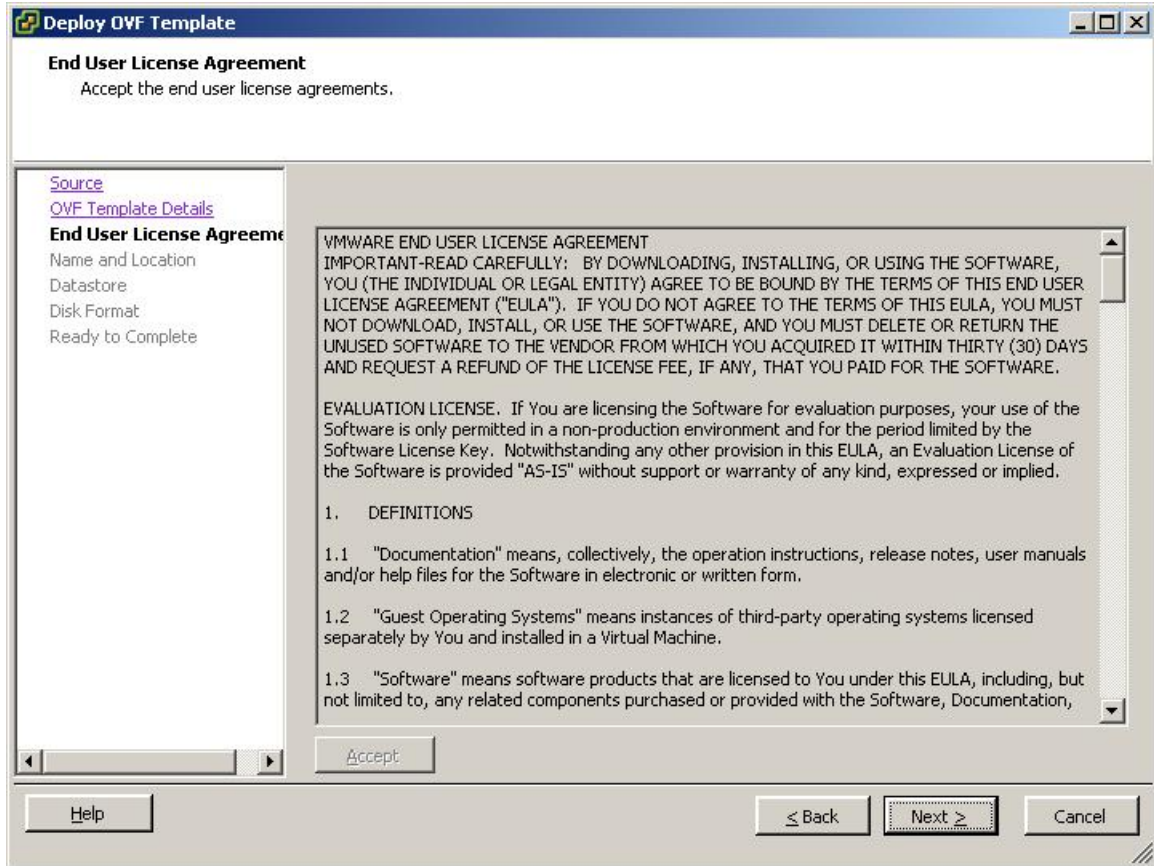 Deploy OVF Template
End User License Agreement
Accept the end user license agreements.
Source
OVF Template Details
End User License Agreeme
Name and Location
Datastore
Disk Format
Ready to Complete
VMWARE END USER LICENSE AGREEMENT
IMPORTANT-READ CAREFULLY:   BY DOWNLOADING, INSTALLING, OR USING THE SOFTWARE,
YOU (THE INDIVIDUAL OR LEGAL ENTITY) AGREE TO BE BOUND BY THE TERMS OF THIS END USER
LICENSE AGREEMENT ("EULA").  IF YOU DO NOT AGREE TO THE TERMS OF THIS EULA, YOU MUST
NOT DOWNLOAD, INSTALL, OR USE THE SOFTWARE, AND YOU MUST DELETE OR RETURN THE
UNUSED SOFTWARE TO THE VENDOR FROM WHICH YOU ACQUIRED IT WITHIN THIRTY (30) DAYS
AND REQUEST A REFUND OF THE LICENSE FEE, IF ANY, THAT YOU PAID FOR THE SOFTWARE.
EVALUATION LICENSE.  If You are licensing the Software for evaluation purposes, your use of the
Software is only permitted in a non-production environment and for the period limited by the
Software License Key.  Notwithstanding any other provision in this EULA, an Evaluation License of
the Software is provided "AS-IS" without support or warranty of any kind, expressed or implied.
1.    DEFINITIONS
1.1    "Documentation" means, collectively, the operation instructions, release notes, user manuals
and/or help files for the Software in electronic or written form.
1.2    "Guest Operating Systems" means instances of third-party operating systems licensed
separately by You and installed in a Virtual Machine.
1.3    "Software" means software products that are licensed to You under this EULA, including, but
not limited to, any related components purchased or provided with the Software, Documentation,
Accept
Help
< Back
Next >
Cancel